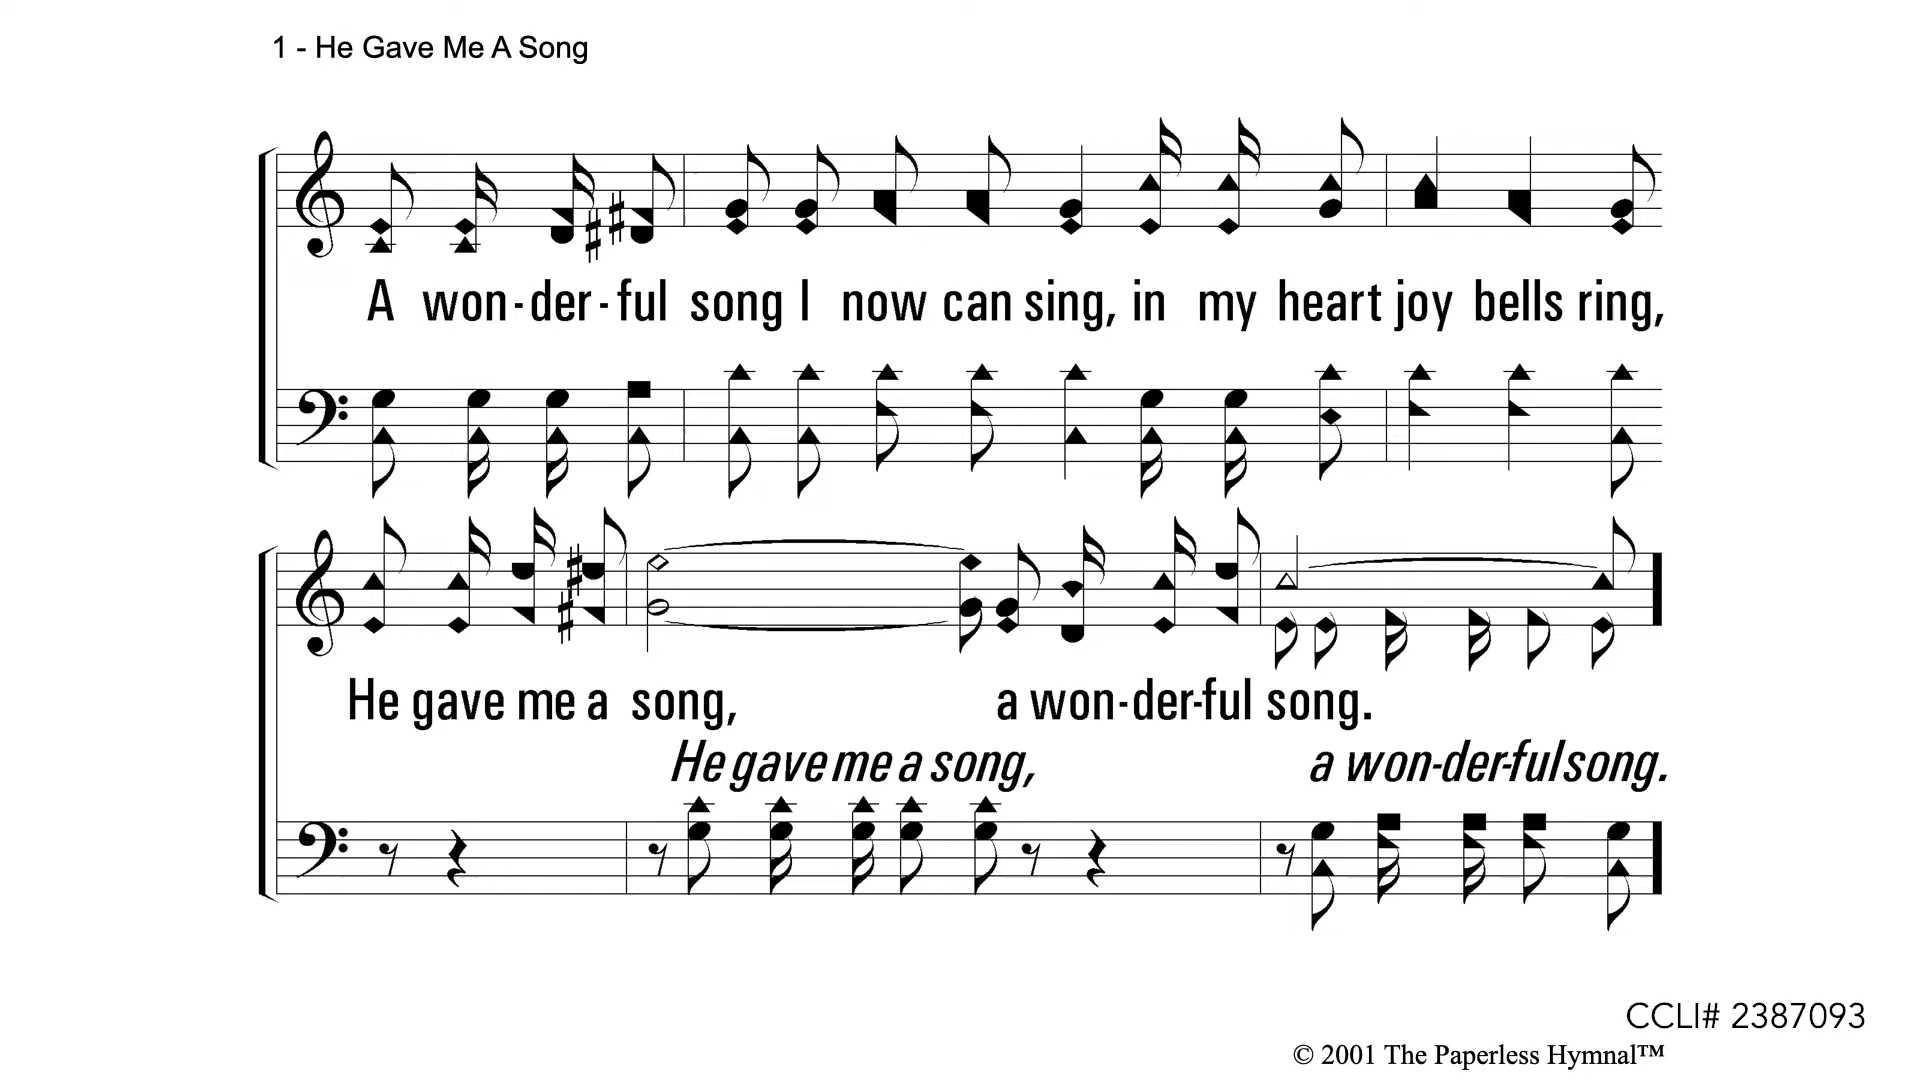 1 - He Gave Me A Song
A won-der-ful song I now can sing, in my heart joy bells ring,
He gave me a song, a won-der-ful song.
He gave me a song, a won-der-ful song.
CCLI# 2387093
© 2001 The Paperless Hymnal™